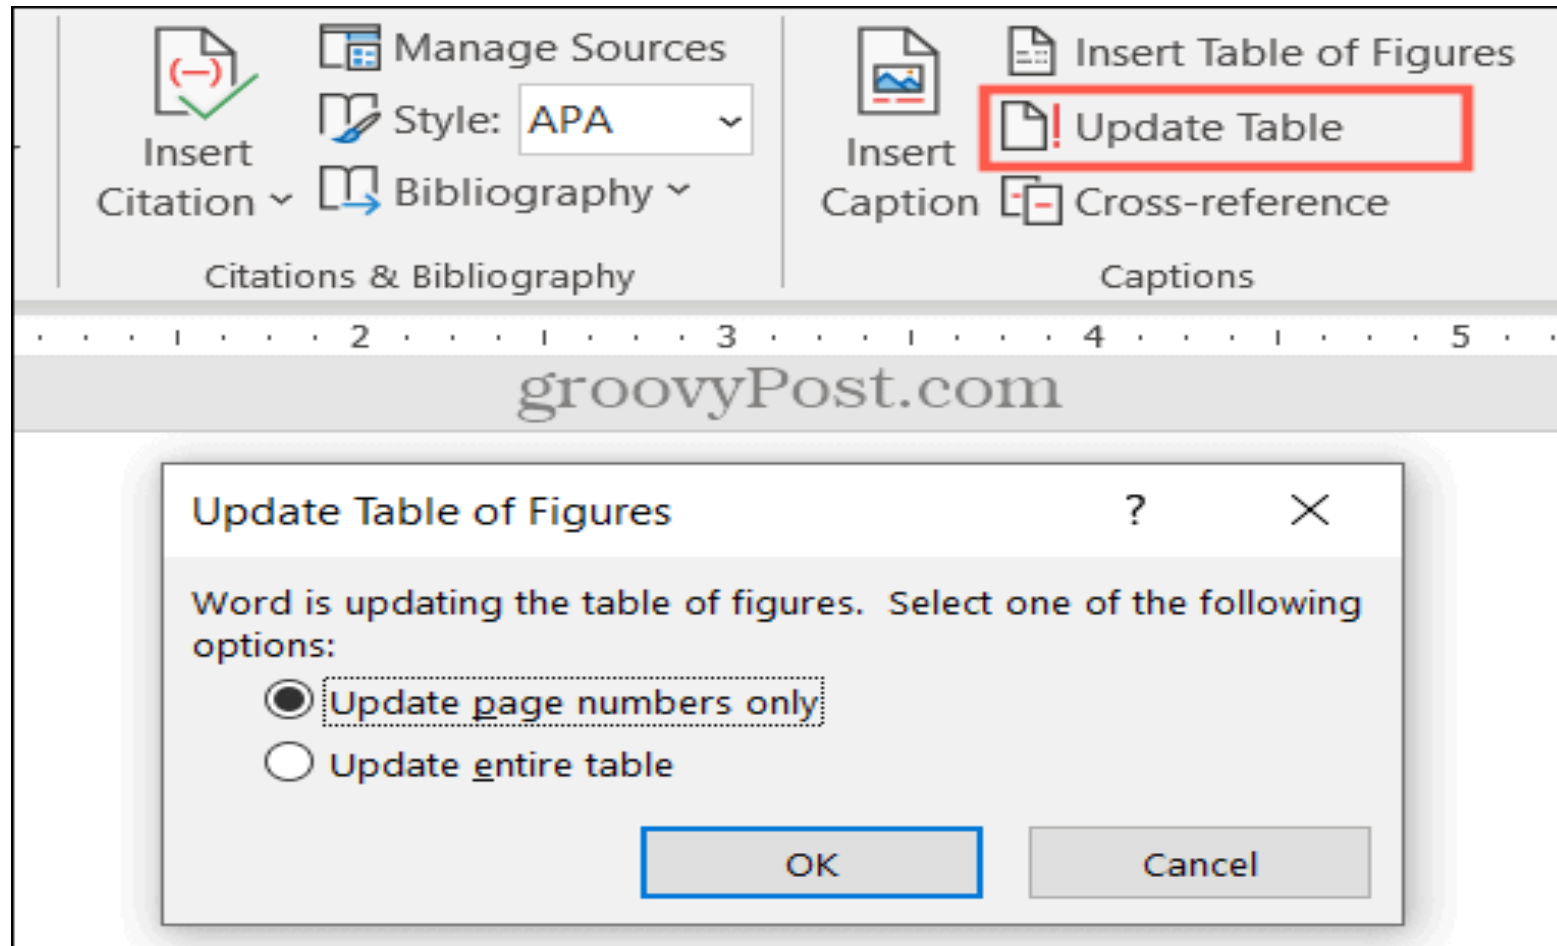 Insert
Citation
Manage Sources
Style: APA
Bibliography
Citations & Bibliography
Insert
Caption
Insert Table of Figures
Update Table
Cross-reference
Captions
2 3 4 5
groovyPost.com
Update Table of Figures ?
Word is updating the table of figures. Select one of the following
options:
Update page numbers only
Update entire table
OK Cancel